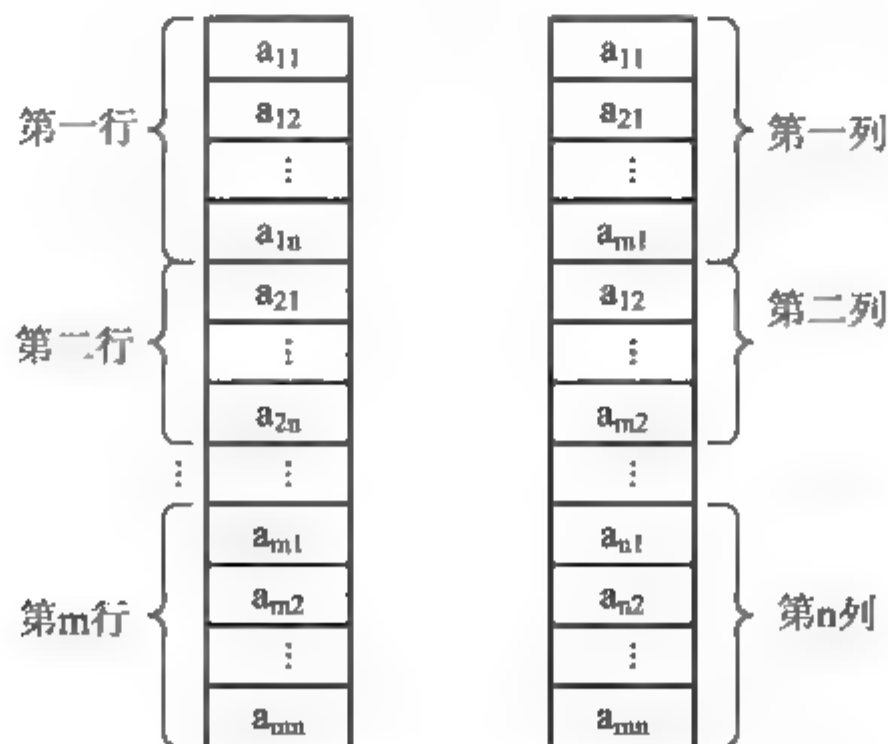 a₁₁ a₁₁
第一行 a₁₂ a₂₁ 第一列
⋮ ⋮
a₁ₙ aₘ₁
a₂₁ a₁₂
第二行 ⋮ ⋮ 第二列
a₂ₙ aₘ₂
⋮ ⋮ ⋮
aₘ₁ aₙ₁
第m行 aₘ₂ aₙ₂ 第n列
⋮ ⋮
aₘₙ aₘₙ